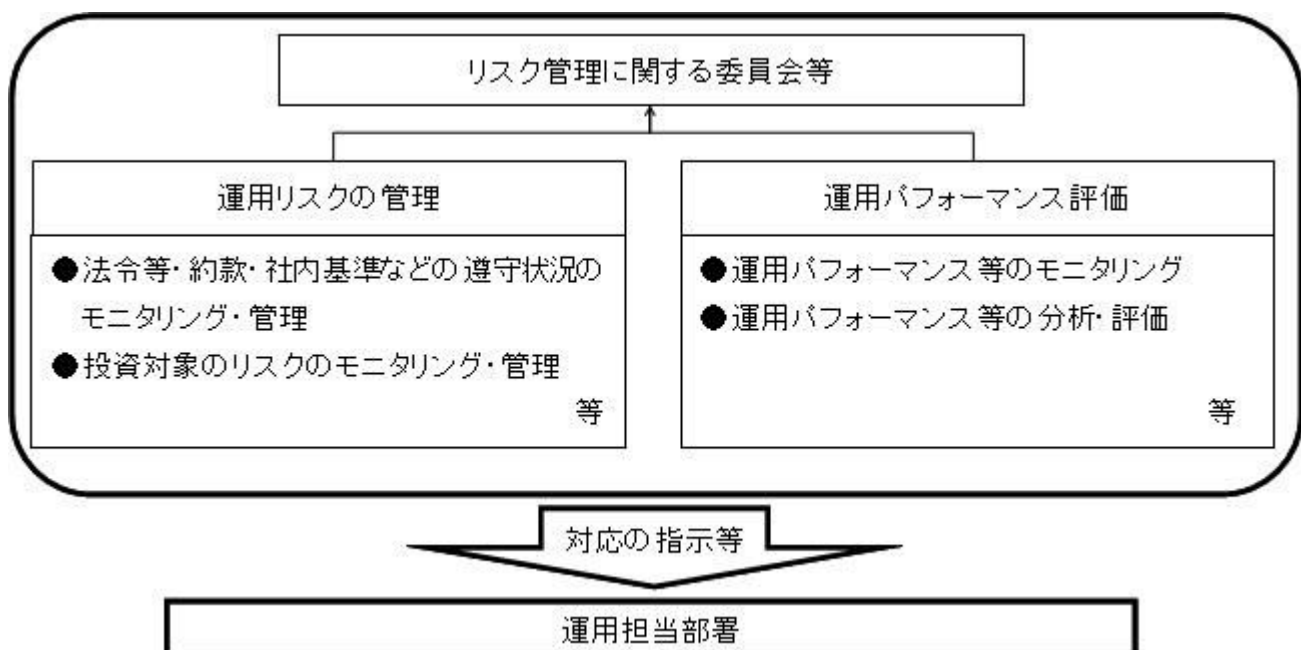 リスク管理に関する委員会等
運用リスクの管理
●法令等・約款・社内基準などの遵守状況の
モニタリング・管理
●投資対象のリスクのモニタリング・管理
等
運用パフォーマンス評価
●運用パフォーマンス等のモニタリング
●運用パフォーマンス等の分析・評価
等
対応の指示等
運用担当部署